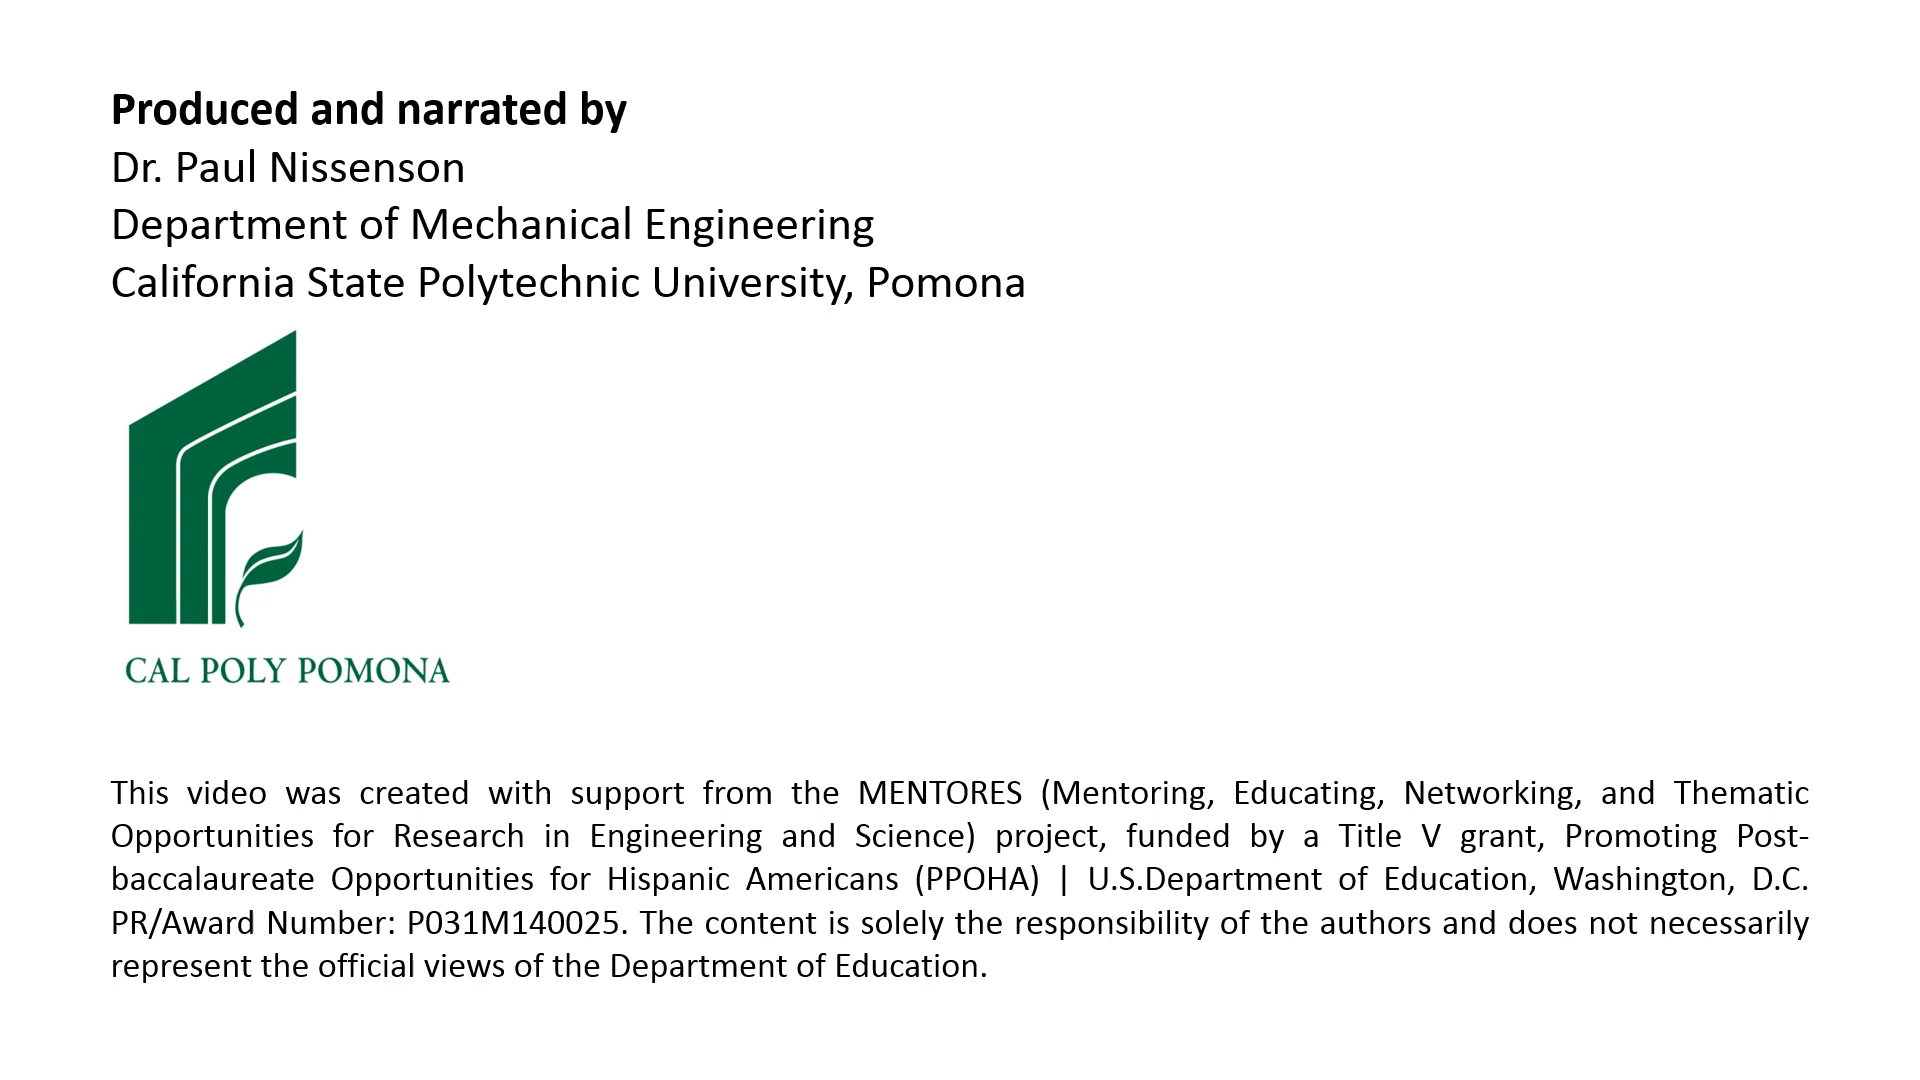 Produced and narrated by
Dr. Paul Nissenson
Department of Mechanical Engineering
California State Polytechnic University, Pomona
CAL POLY POMONA
This video was created with support from the MENTORES (Mentoring, Educating, Networking, and Thematic
Opportunities for Research in Engineering and Science) project, funded by a Title V grant, Promoting Post-
baccalaureate Opportunities for Hispanic Americans (PPOHA) | U.S.Department of Education, Washington, D.C.
PR/Award Number: P031M140025. The content is solely the responsibility of the authors and does not necessarily
represent the official views of the Department of Education.